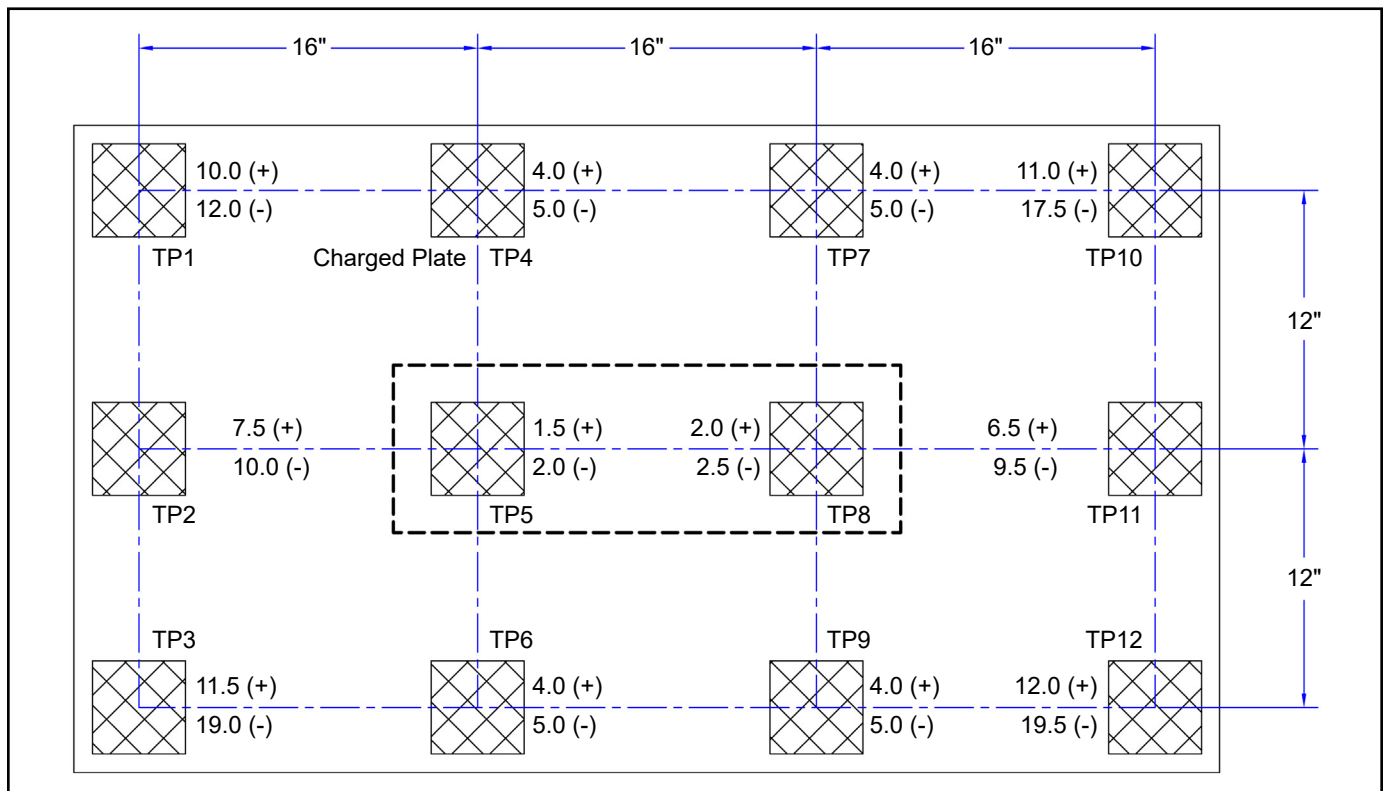 16" 16" 16"
10.0 (+) 4.0 (+) 4.0 (+) 11.0 (+)
12.0 (-) 5.0 (-) 5.0 (-) 17.5 (-)
TP1 Charged Plate TP4 TP7 TP10
12"
7.5 (+) 1.5 (+) 2.0 (+) 6.5 (+)
10.0 (-) 2.0 (-) 2.5 (-) 9.5 (-)
TP2 TP5 TP8 TP11
12"
TP3 TP6 TP9 TP12
11.5 (+) 4.0 (+) 4.0 (+) 12.0 (+)
19.0 (-) 5.0 (-) 5.0 (-) 19.5 (-)